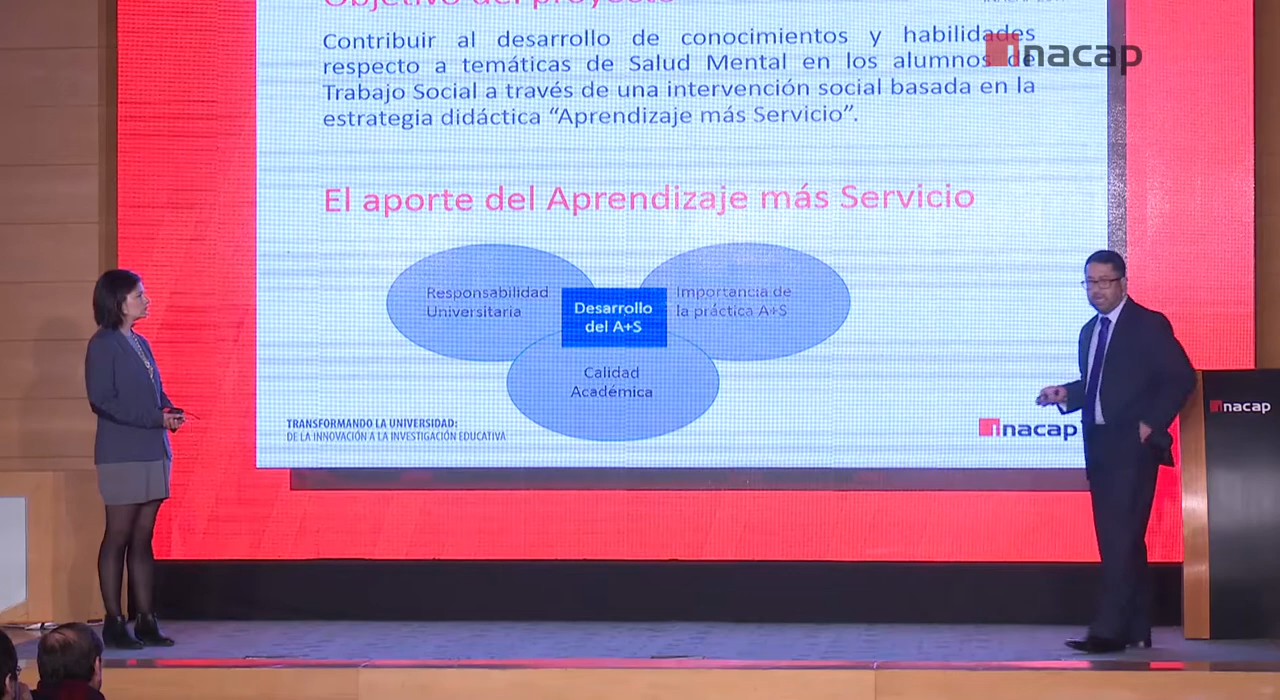 Objetivo del proyecto
Contribuir al desarrollo de conocimientos y habilidades
respecto a temáticas de Salud Mental en los alumnos de
Trabajo Social a través de una intervención social basada en la
estrategia didáctica “Aprendizaje más Servicio”.
inacap
El aporte del Aprendizaje más Servicio
Responsabilidad
Universitaria
Desarrollo
del A+S
Importancia de
la práctica A+S
Calidad
Académica
TRANSFORMANDO LA UNIVERSIDAD:
DE LA INNOVACIÓN A LA INVESTIGACIÓN EDUCATIVA
inacap
inacap